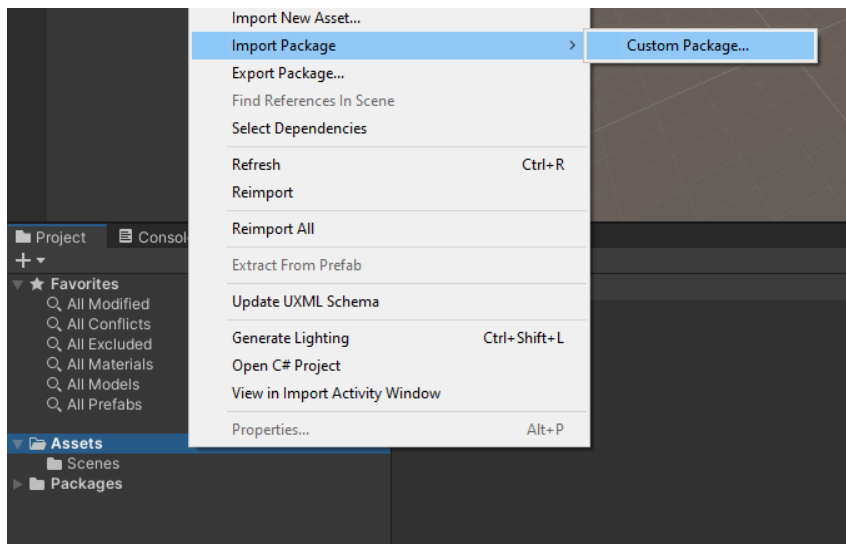 Import New Asset...
Import Package
Custom Package...
Export Package...
Find References In Scene
Select Dependencies
Refresh Ctrl+R
Reimport
Reimport All
Extract From Prefab
Update UXML Schema
Generate Lighting Ctrl+Shift+L
Open C# Project
View in Import Activity Window
Properties... Alt+P
Project
Consol
Favorites
All Modified
All Conflicts
All Excluded
All Materials
All Models
All Prefabs
Assets
Scenes
Packages